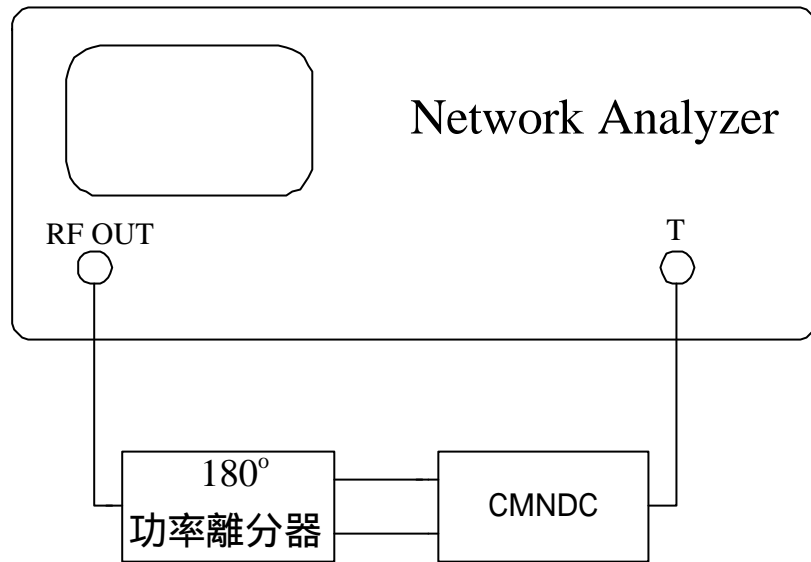 Network Analyzer
RF OUT
T
180°
功率離分器
CMNDC